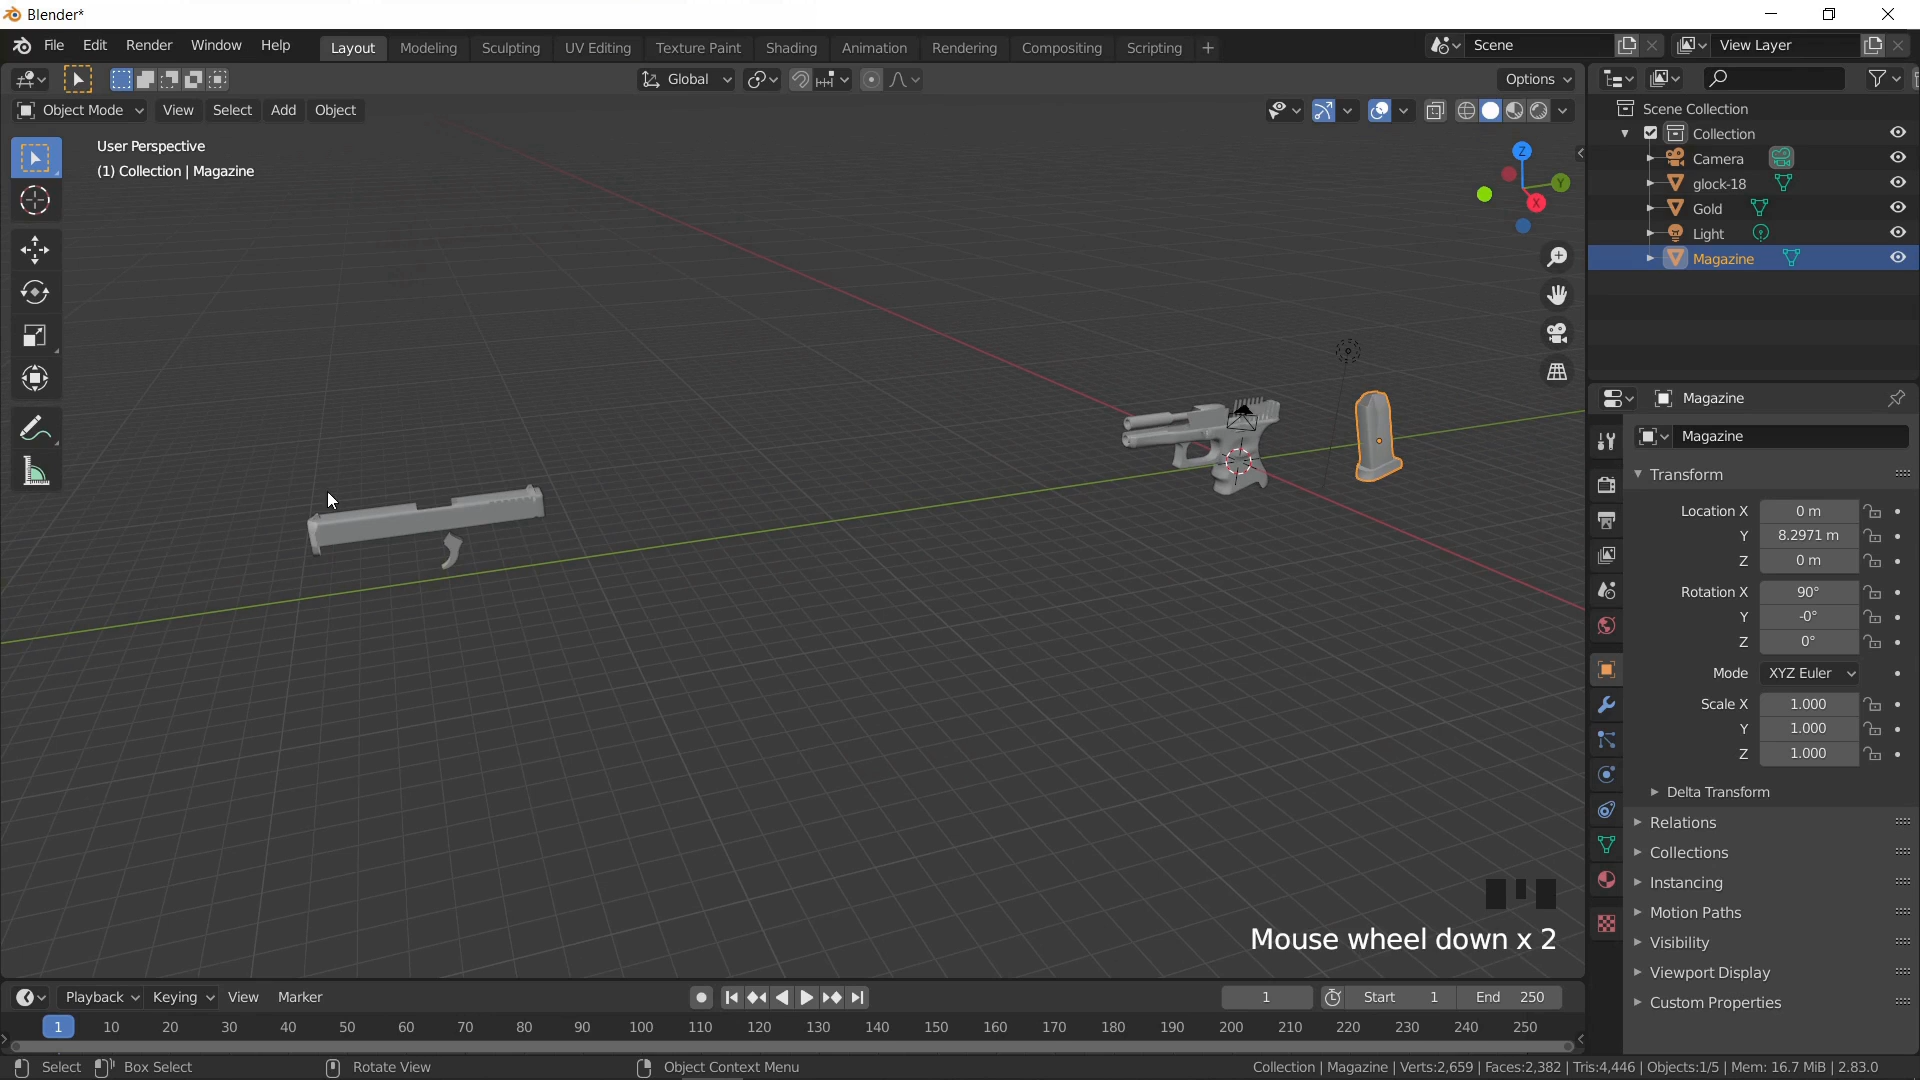 Blender*
File Edit Render Window Help Layout Modeling Sculpting UV Editing Texture Paint Shading Animation Rendering Compositing Scripting + Scene View Layer
Global Options
Object Mode View Select Add Object
User Perspective
(1) Collection | Magazine
Z
Y
X
Scene Collection
Collection
Camera
glock-18
Gold
Light
Magazine
Magazine
Magazine
Transform
Location X 0 m
Y 8.2971 m
Z 0 m
Rotation X 90°
Y -0°
Z 0°
Mode XYZ Euler
Scale X 1.000
Y 1.000
Z 1.000
Delta Transform
Relations
Collections
Instancing
Motion Paths
Visibility
Viewport Display
Custom Properties
Mouse wheel down x 2
Playback Keying View Marker 1 Start 1 End 250
1 10 20 30 40 50 60 70 80 90 100 110 120 130 140 150 160 170 180 190 200 210 220 230 240 250
Select Box Select Rotate View Object Context Menu Collection | Magazine | Verts:2,659 | Faces:2,382 | Tris:4,446 | Objects:1/5 | Mem: 16.7 MiB | 2.83.0